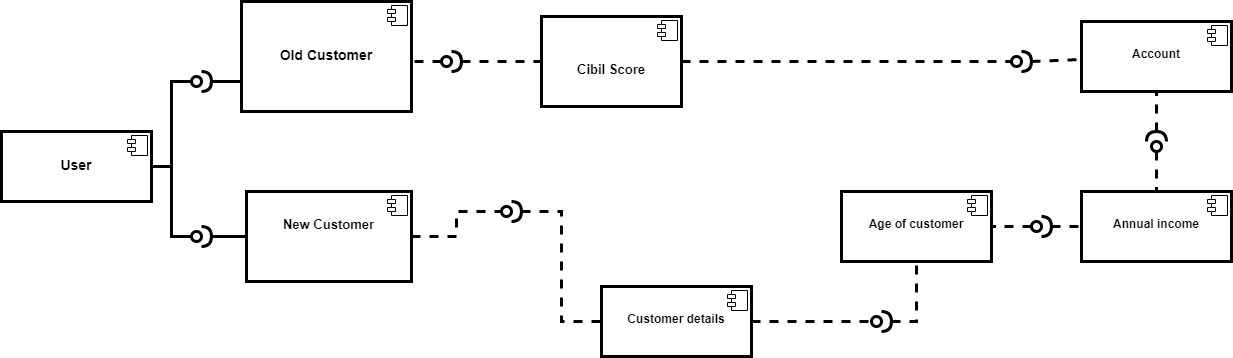 Old Customer
Cibil Score
Account
User
New Customer
Age of customer
Annual income
Customer details